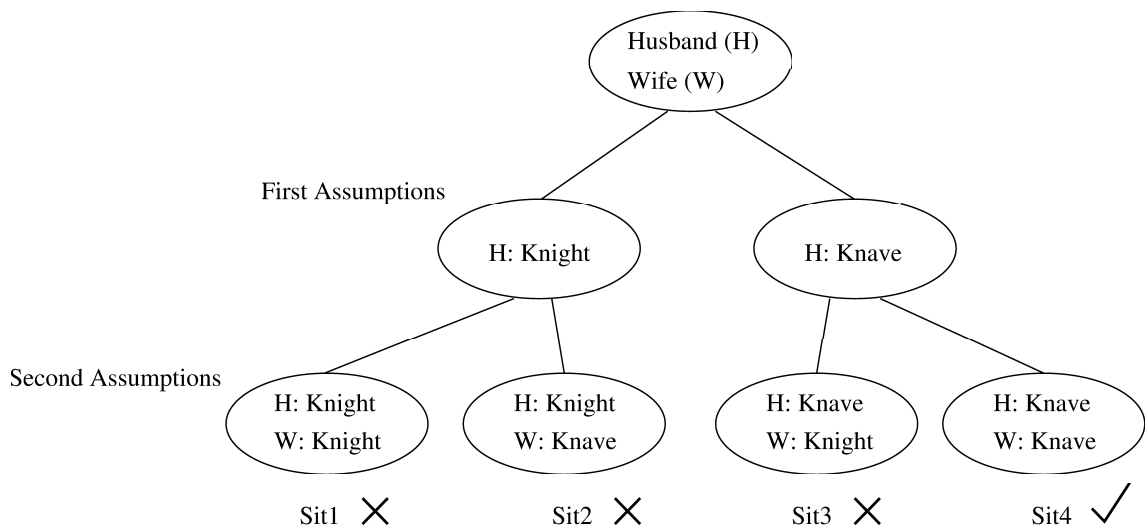 Husband (H)
Wife (W)
First Assumptions
H: Knight
H: Knave
Second Assumptions
H: Knight
W: Knight
H: Knight
W: Knave
H: Knave
W: Knight
H: Knave
W: Knave
Sit1
Sit2
Sit3
Sit4